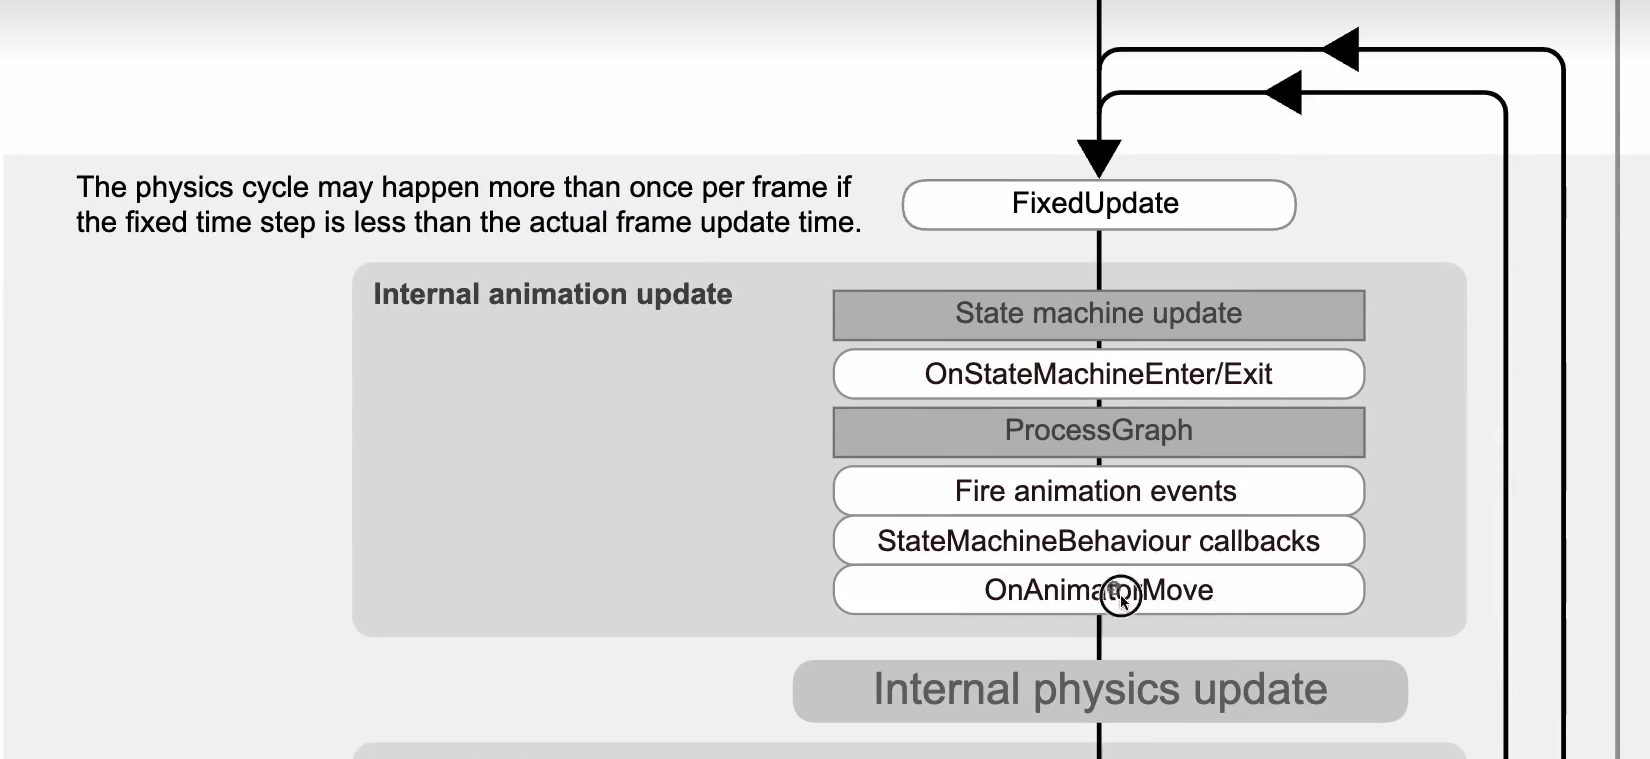 The physics cycle may happen more than once per frame if
the fixed time step is less than the actual frame update time.
FixedUpdate
Internal animation update
State machine update
OnStateMachineEnter/Exit
ProcessGraph
Fire animation events
StateMachineBehaviour callbacks
OnAnimatorMove
Internal physics update